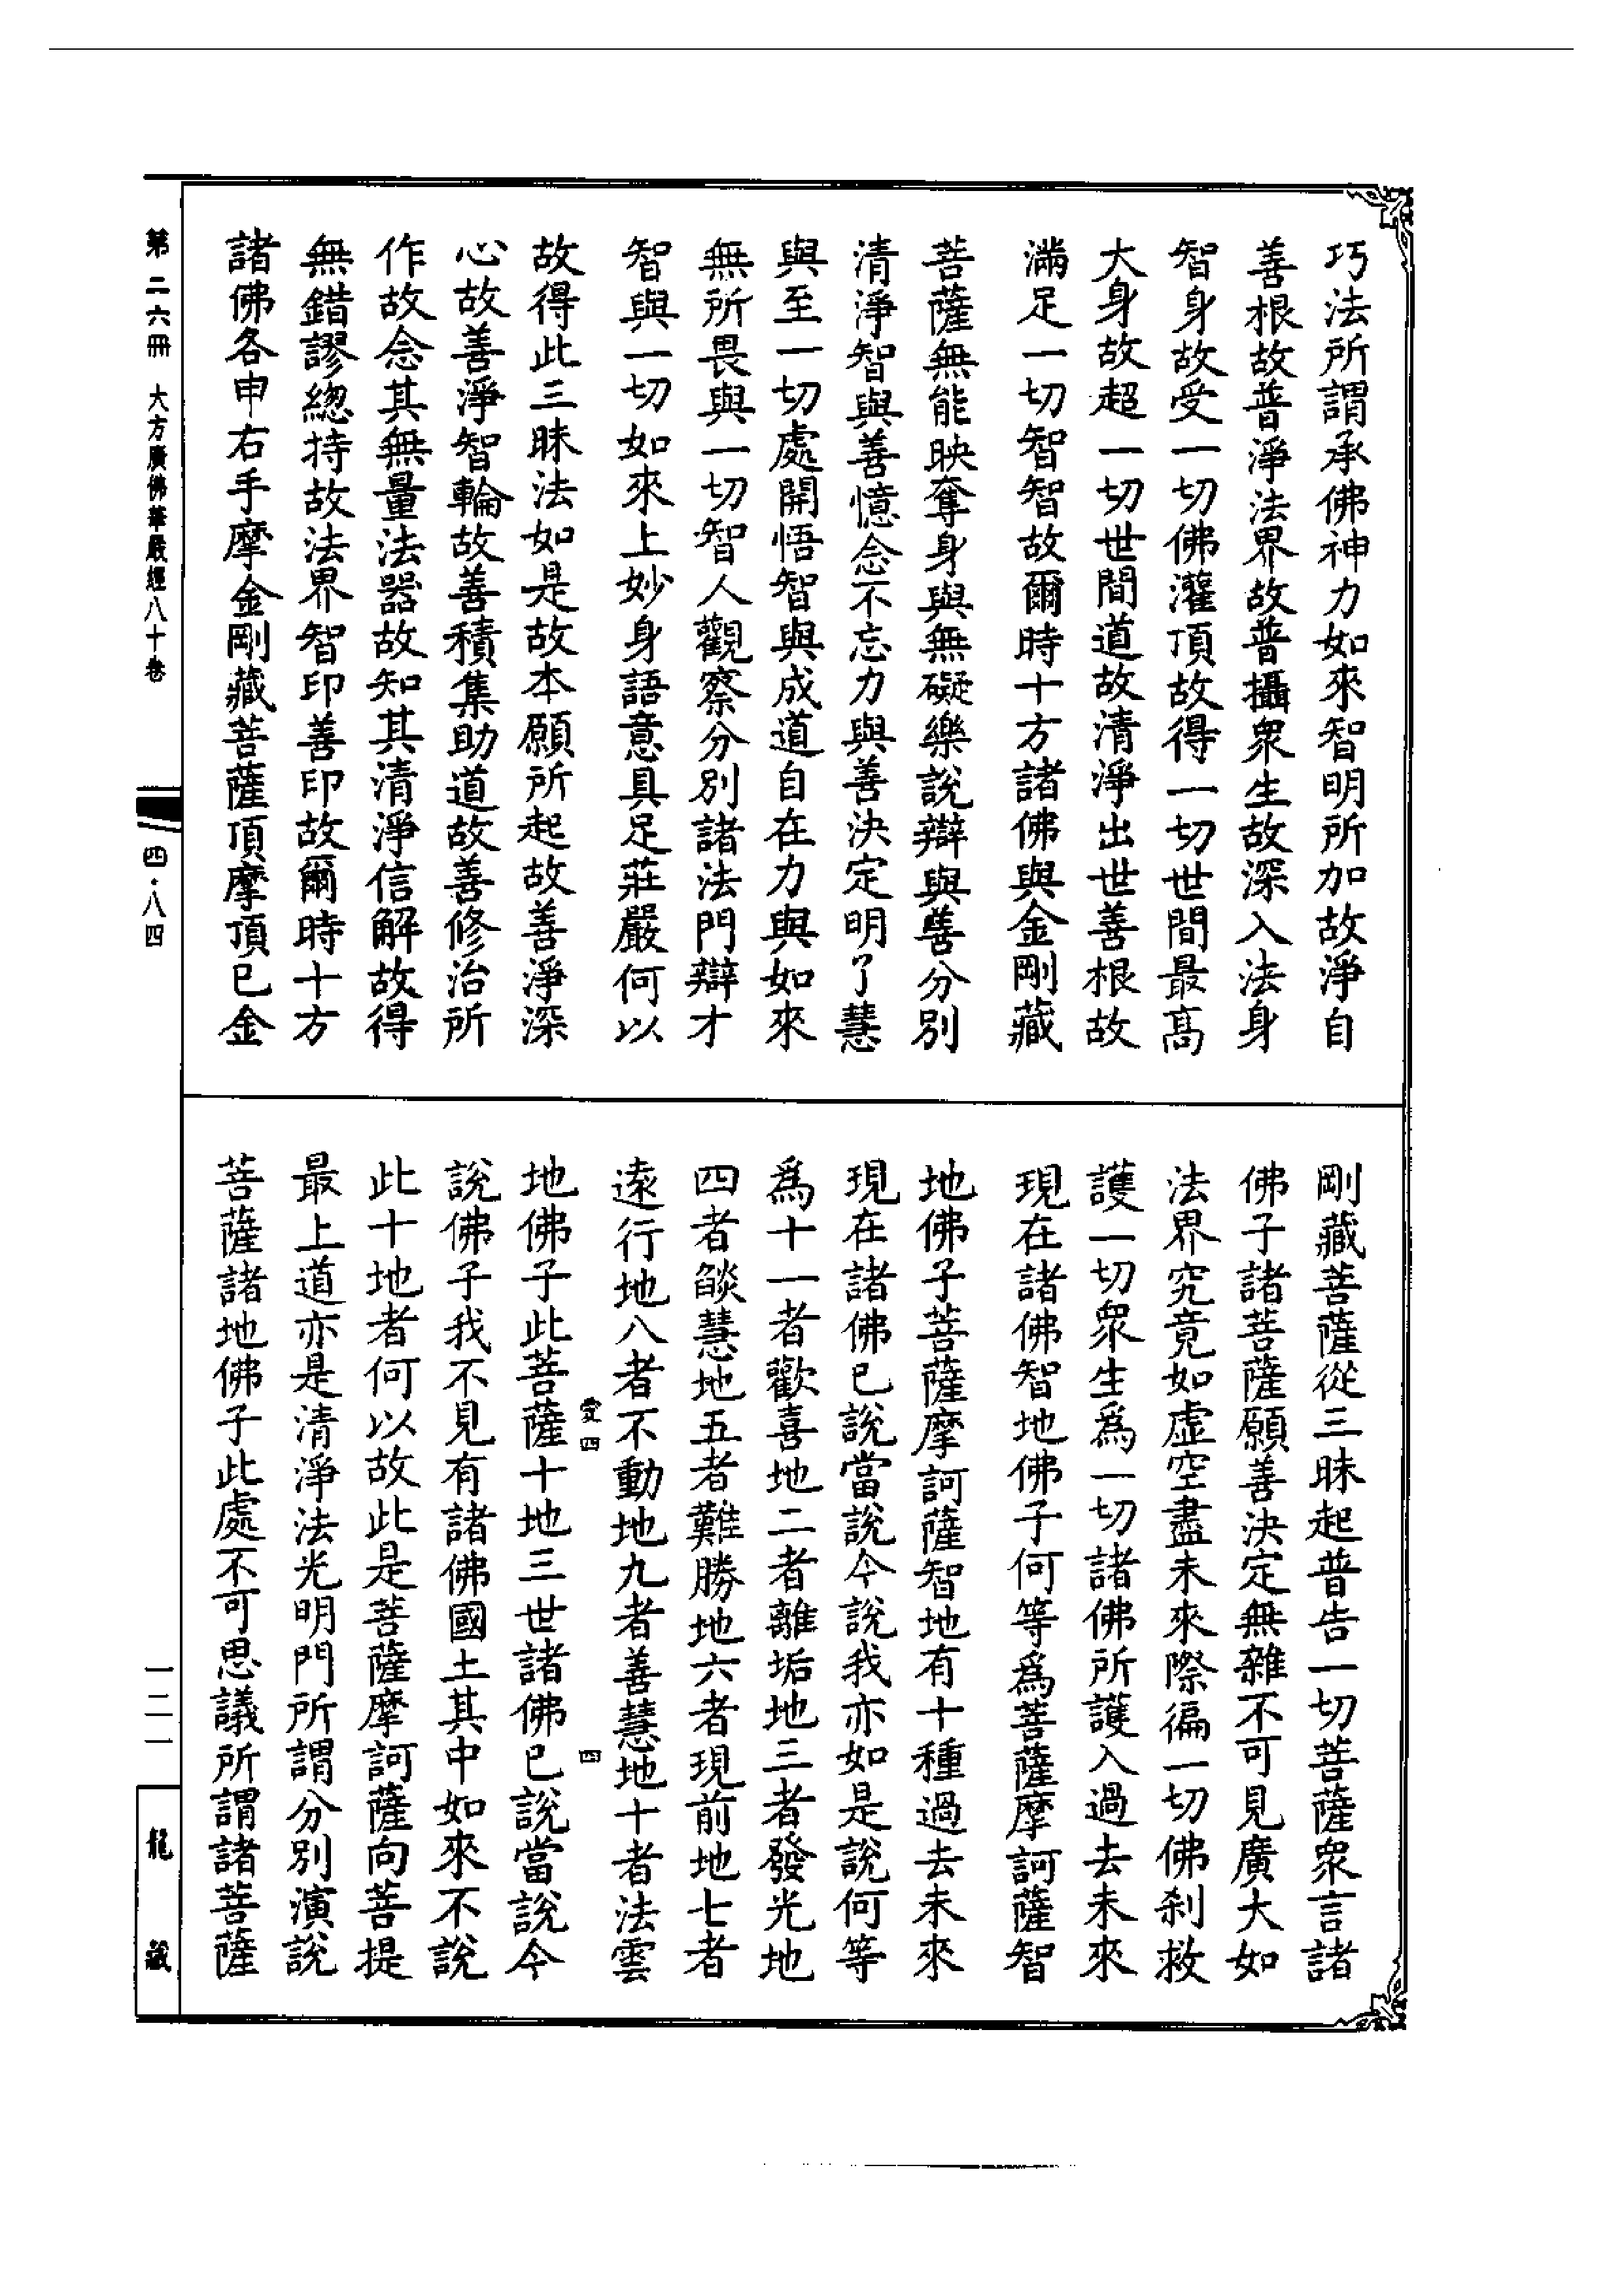 巧法所謂承佛神力如來智明所加故淨自
善根故普淨法界故普攝衆生故深入法身
智身故受一切佛灌頂故得一切世間最高
大身故超一切世間道故清淨出世善根故
滿足一切智智故爾時十方諸佛與金剛藏
菩薩無能映奪身與無礙樂說辯與善分別
清淨智與善憶念不忘力與善決定明了慧
與至一切處開悟智與成道自在力與如來
無所畏與一切智人觀察分別諸法門辯才
智與一切如來上妙身語意具足莊嚴何以
故得此三昧法如是故本願所起故善淨深
心故善淨智輪故善積集助道故善修治所
作故念其無量法器故知其清淨信解故得
無錯謬總持故法界智印善印故爾時十方
諸佛各申右手摩金剛藏菩薩頂摩頂已金
剛藏菩薩從三昧起普告一切菩薩衆言諸
佛子諸菩薩願善決定無雜不可見廣大如
法界究竟如虛空盡未來際徧一切佛剎救
護一切衆生爲一切諸佛所護入過去未來
現在諸佛智地佛子何等爲菩薩摩訶薩智
地佛子菩薩摩訶薩智地有十種過去未來
現在諸佛已說當說今說我亦如是說何等
爲十一者歡喜地二者離垢地三者發光地
四者燄慧地五者難勝地六者現前地七者
遠行地八者不動地九者善慧地十者法雲
愛四
四
地佛子此菩薩十地三世諸佛已說當說今
說佛子我不見有諸佛國土其中如來不說
此十地者何以故此是菩薩摩訶薩向菩提
最上道亦是清淨法光明門所謂分別演說
菩薩諸地佛子此處不可思議所謂諸菩薩
第二六冊 大方廣佛華嚴經八十卷
四·八四
一二一
龍藏